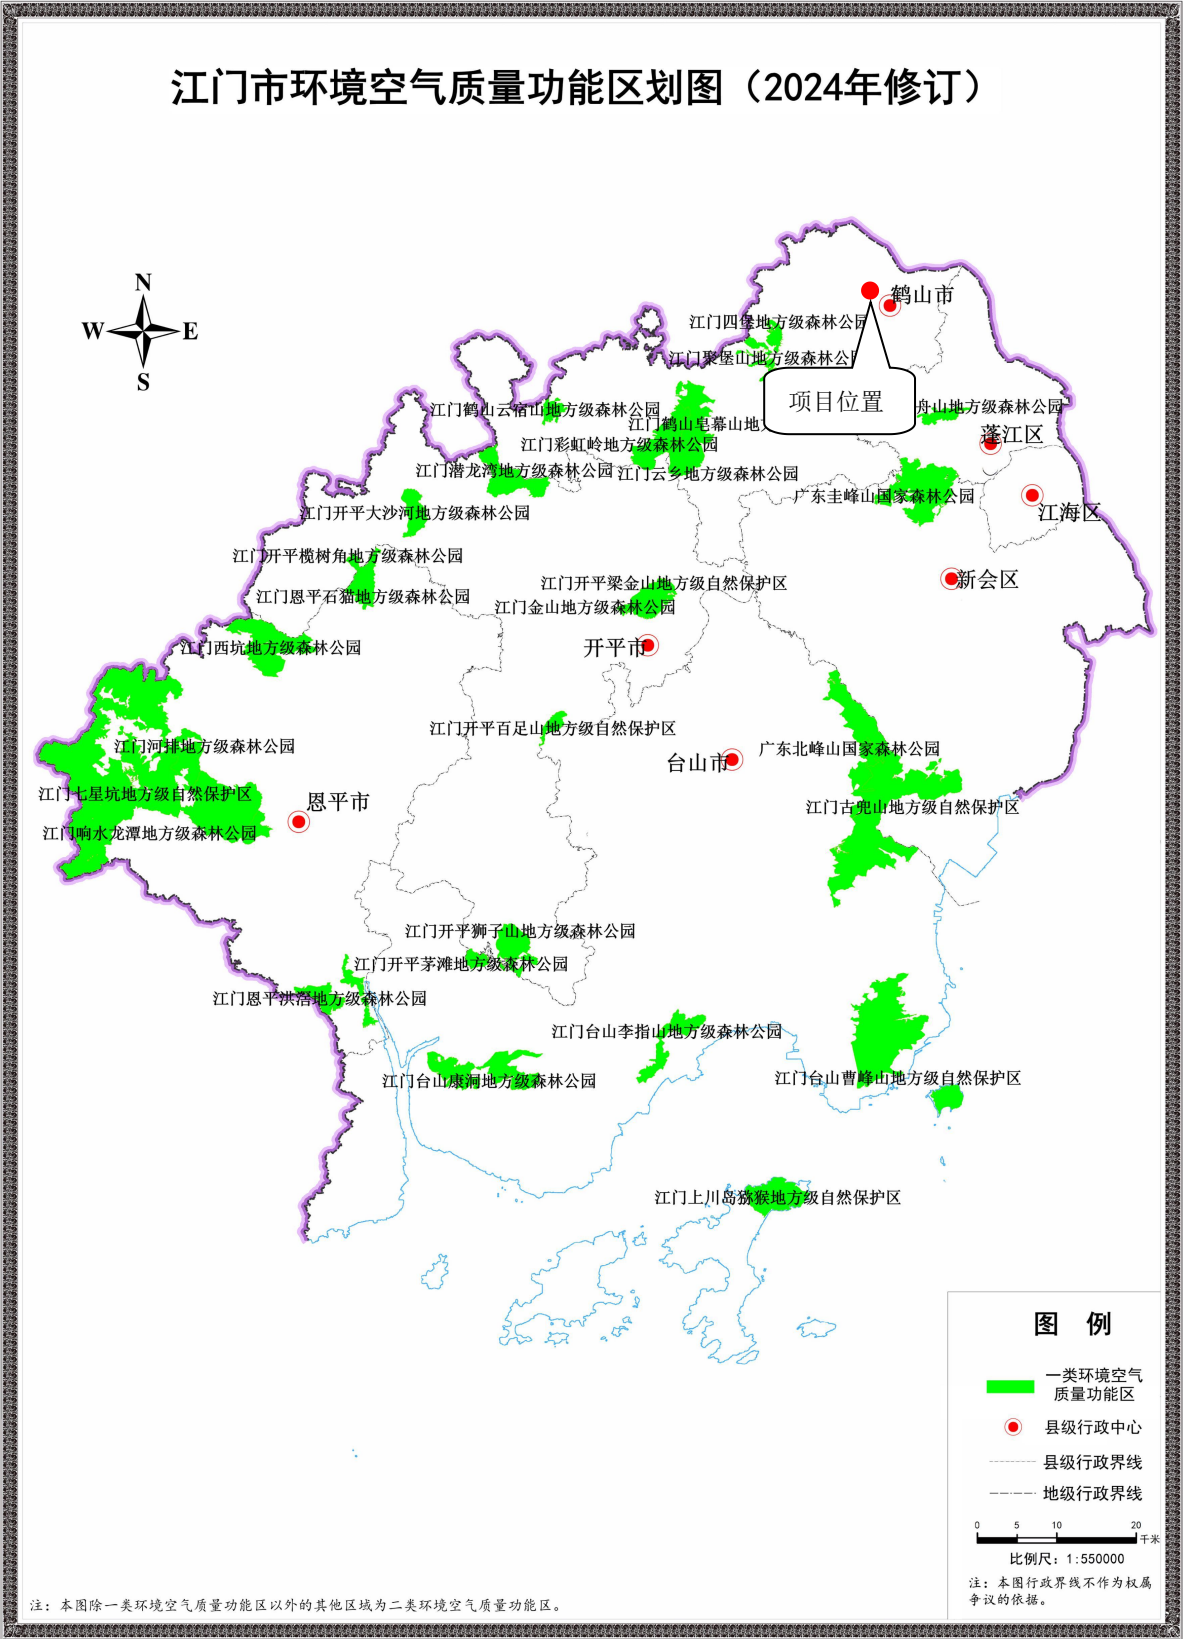 江门市环境空气质量功能区划图（2024年修订）
N
W
E
S
鹤山市
江门四堡地方级森林公园
江门聚堡山地方级森林公
项目位置
江门鹤山云宿山地方级森林公园
江门鹤山皂幕山地方
舟山地方级森林公园
蓬江区
江门彩虹岭地方级森林公园
江门潜龙湾地方级森林公园
江门云乡地方级森林公园
广东圭峰山国家森林公园
江海区
江门开平大沙河地方级森林公园
江门开平榄树角地方级森林公园
江门恩平石猫地方级森林公园
江门开平梁金山地方级自然保护区
江门金山地方级森林公园
新会区
开平市
江门西坑地方级森林公园
江门开平百足山地方级自然保护区
江门河排地方级森林公园
广东北峰山国家森林公园
台山市
江门七星坑地方级自然保护区
恩平市
江门古兜山地方级自然保护区
江门响水龙潭地方级森林公园
江门开平狮子山地方级森林公园
江门开平茅滩地方级森林公园
江门恩平洪滘地方级森林公园
江门台山李指山地方级森林公园
江门台山康洞地方级森林公园
江门台山曹峰山地方级自然保护区
江门上川岛猕猴地方级自然保护区
图 例
一类环境空气
质量功能区
县级行政中心
县级行政界线
地级行政界线
0 5 10 20
千米
比例尺：1:550000
注：本图行政界线不作为权属
争议的依据。
注：本图除一类环境空气质量功能区以外的其他区域为二类环境空气质量功能区。